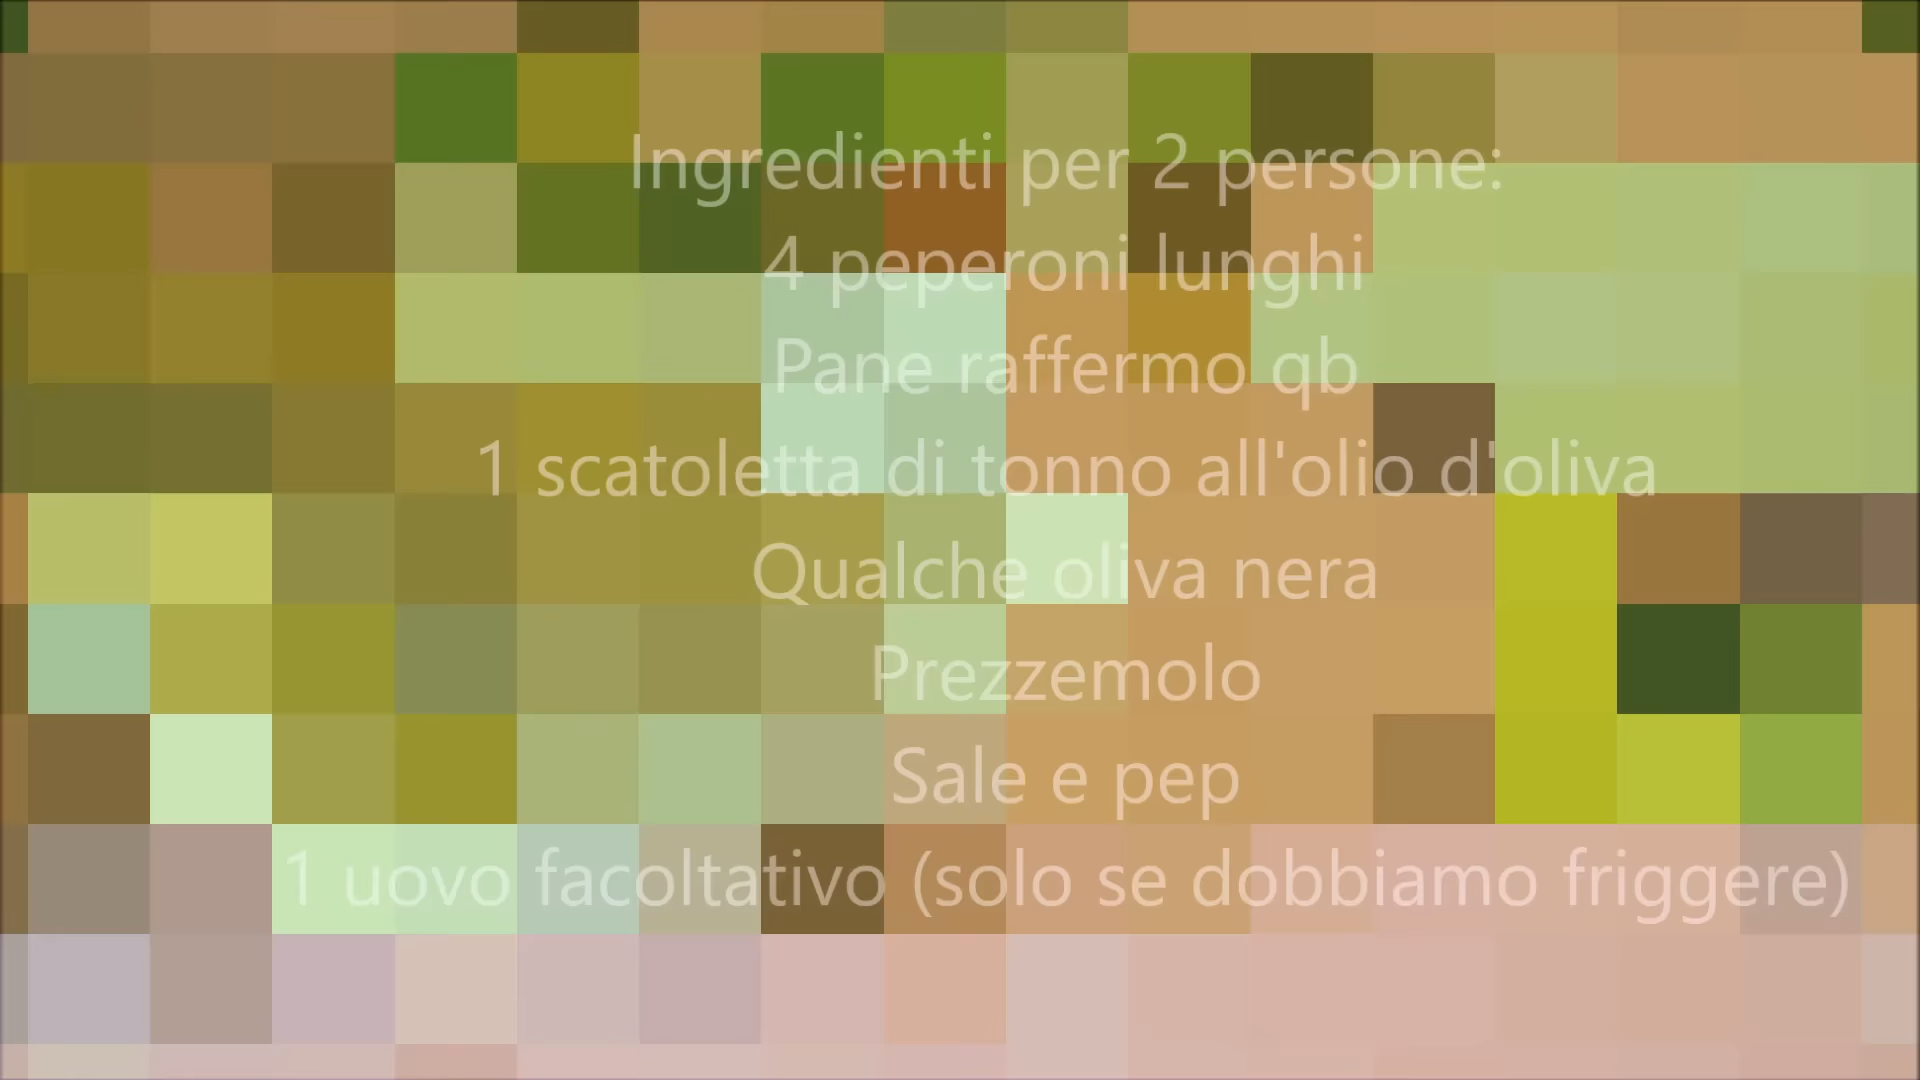 Ingredienti per 2 persone:
4 peperoni lunghi
Pane raffermo qb
1 scatoletta di tonno all'olio d'oliva
Qualche oliva nera
Prezzemolo
Sale e pep
1 uovo facoltativo (solo se dobbiamo friggere)